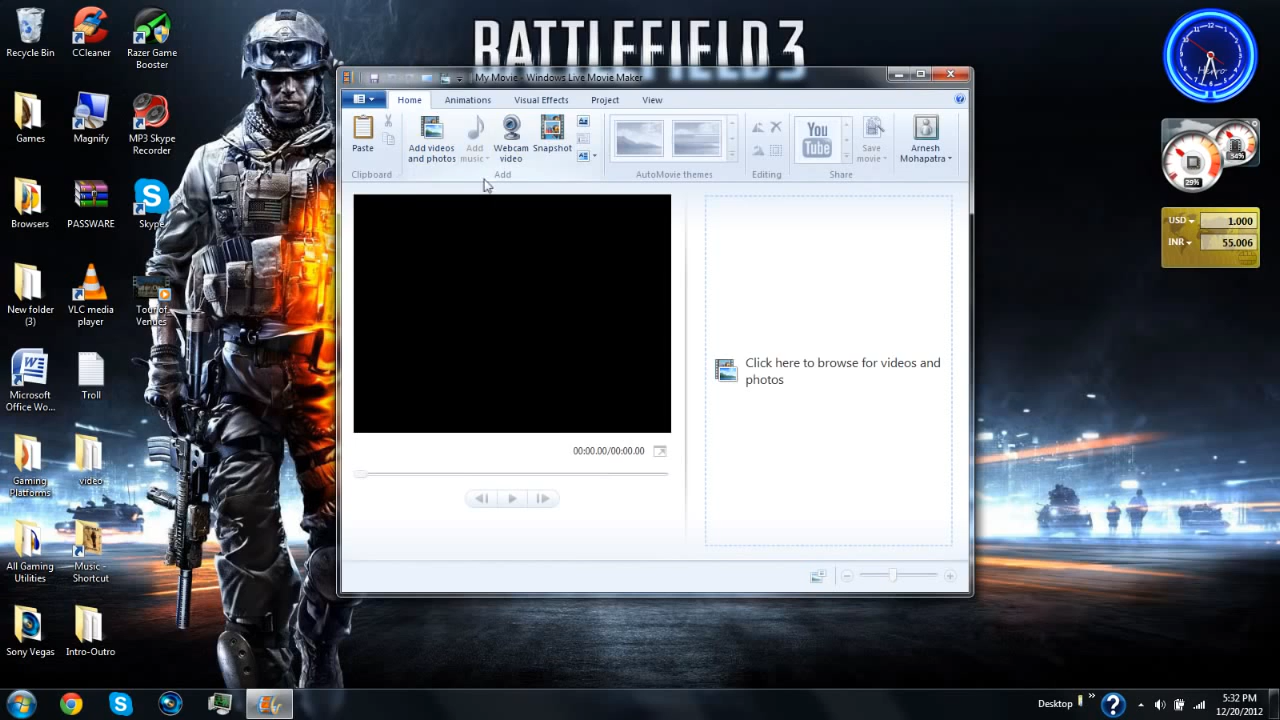 BATTLEFIELD 3
Recycle Bin
CCleaner
Razer Game
Booster
Games
Magnify
MP3 Skype
Recorder
Browsers
PASSWARE
Skype
New folder
(3)
VLC media
player
Tour of
Venues
Microsoft
Office Wo...
Troll
Gaming
Platforms
video
All Gaming
Utilities
Music -
Shortcut
Sony Vegas
Intro-Outro
My Movie - Windows Live Movie Maker
Home
Animations
Visual Effects
Project
View
Paste
Add videos
and photos
Add
music
Webcam
video
Snapshot
You
Tube
Save
movie
Arnesh
Mohapatra
Clipboard
Add
AutoMovie themes
Editing
Share
Click here to browse for videos and
photos
00:00.00/00:00.00
29%
54%
USD
1.000
INR
55.006
Desktop
5:32 PM
12/20/2012